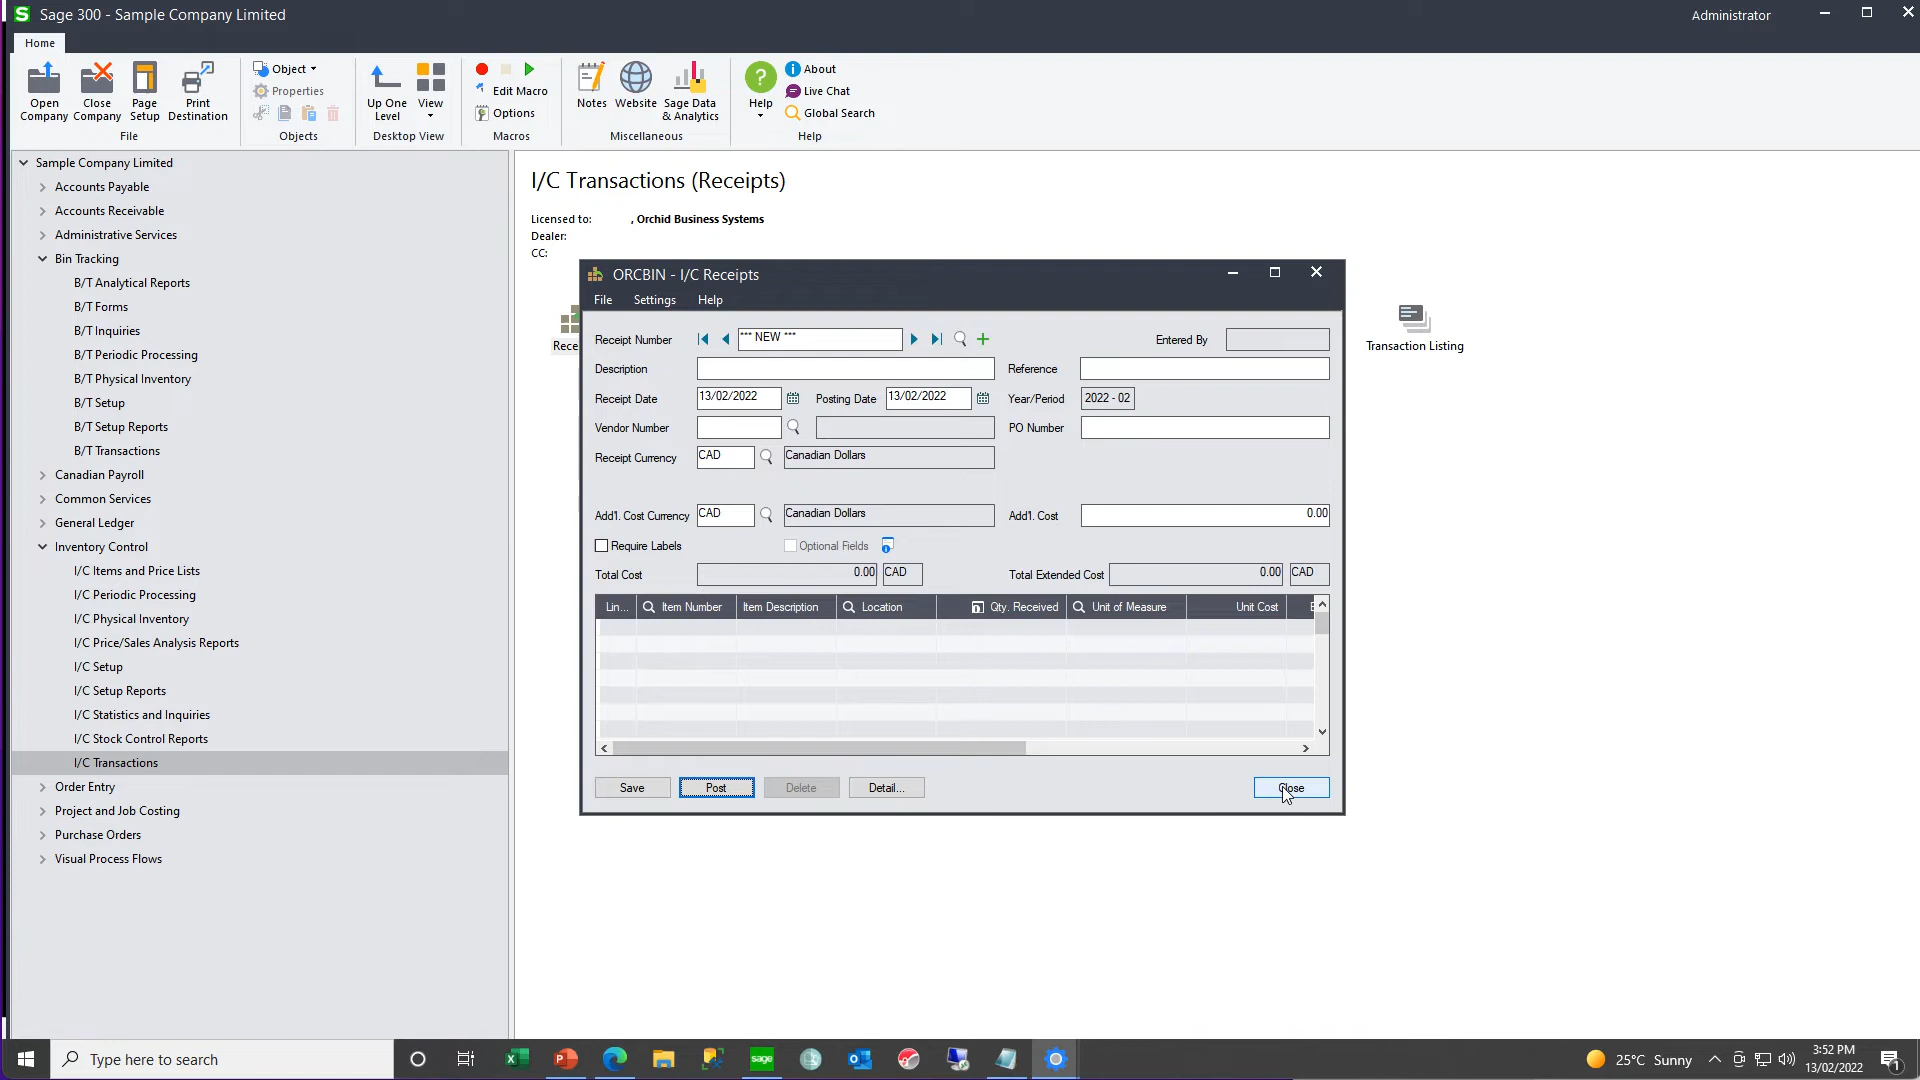 Sage 300 - Sample Company Limited
Administrator
Home
Open Company
Close Company
Page Setup
Print Destination
File
Object
Properties
Objects
Up One Level
View
Desktop View
Edit Macro
Options
Macros
Notes
Website
Sage Data & Analytics
Miscellaneous
Help
About
Live Chat
Global Search
Help
Sample Company Limited
Accounts Payable
Accounts Receivable
Administrative Services
Bin Tracking
B/T Analytical Reports
B/T Forms
B/T Inquiries
B/T Periodic Processing
B/T Physical Inventory
B/T Setup
B/T Setup Reports
B/T Transactions
Canadian Payroll
Common Services
General Ledger
Inventory Control
I/C Items and Price Lists
I/C Periodic Processing
I/C Physical Inventory
I/C Price/Sales Analysis Reports
I/C Setup
I/C Setup Reports
I/C Statistics and Inquiries
I/C Stock Control Reports
I/C Transactions
Order Entry
Project and Job Costing
Purchase Orders
Visual Process Flows
I/C Transactions (Receipts)
Licensed to: , Orchid Business Systems
Dealer:
CC:
Transaction Listing
ORCBIN - I/C Receipts
File Settings Help
Receipt Number *** NEW *** Entered By
Description Reference
Receipt Date 13/02/2022 Posting Date 13/02/2022 Year/Period 2022 - 02
Vendor Number PO Number
Receipt Currency CAD Canadian Dollars
Add'l. Cost Currency CAD Canadian Dollars Add'l. Cost 0.00
Require Labels Optional Fields
Total Cost 0.00 CAD Total Extended Cost 0.00 CAD
Lin... Item Number Item Description Location Qty. Received Unit of Measure Unit Cost
Save Post Delete Detail... Close
Type here to search
sage
25°C Sunny
3:52 PM
13/02/2022
1